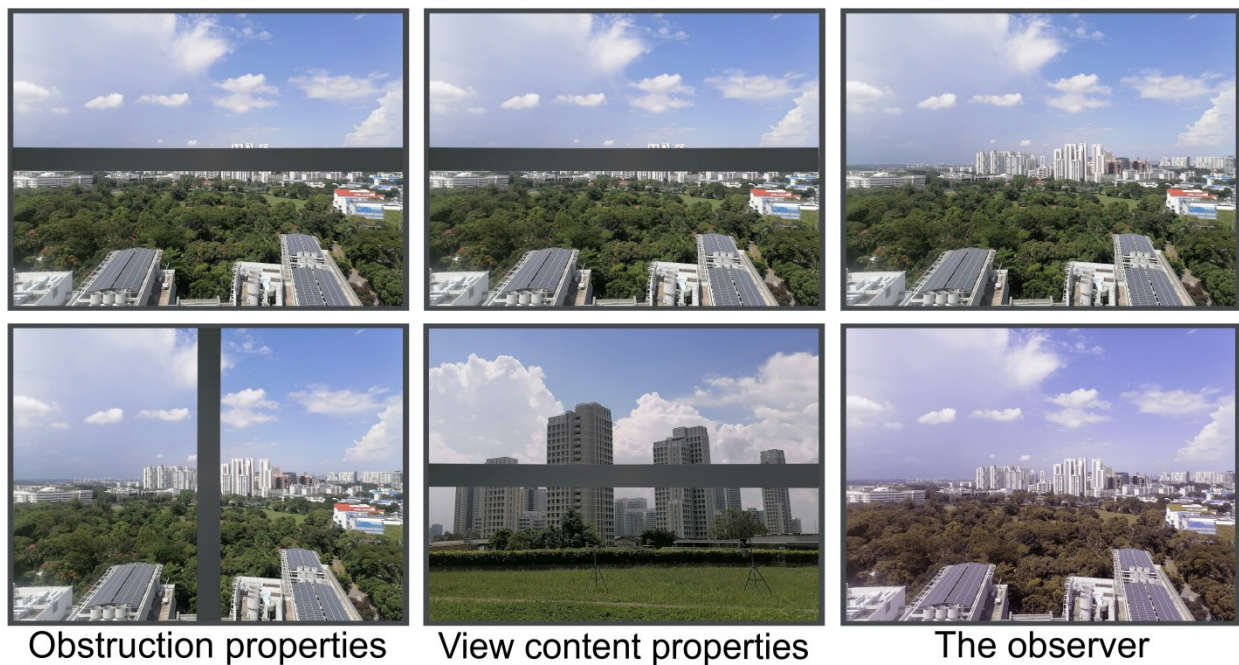 Obstruction properties
View content properties
The observer